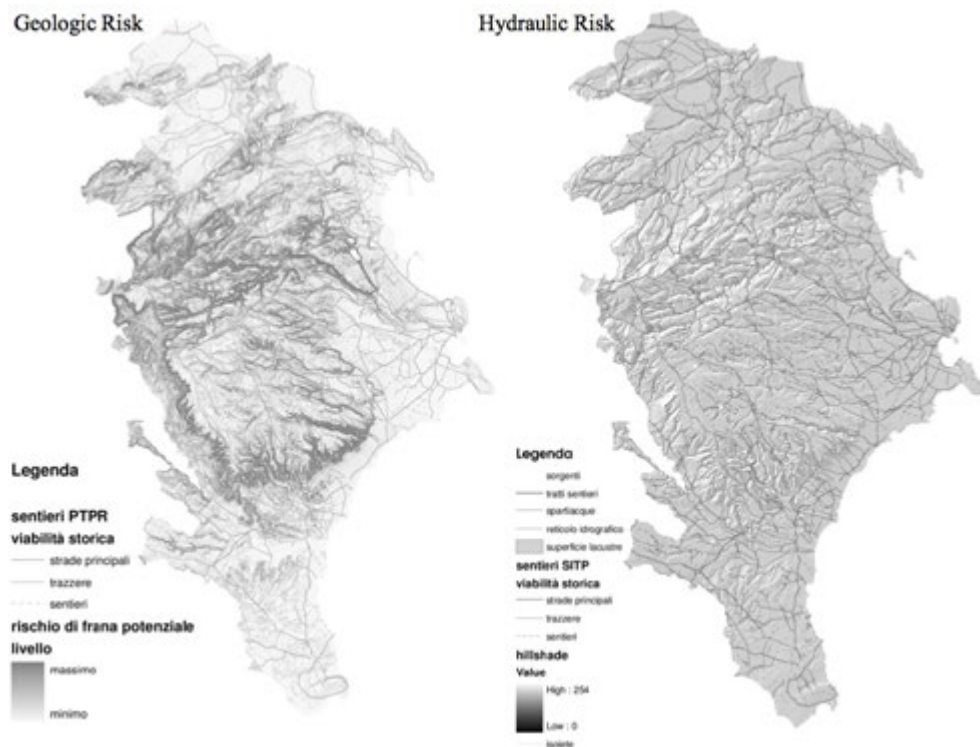 Geologic Risk
Legenda
sentieri PTPR
viabilità storica
strade principali
trazzere
sentieri
rischio di frana potenziale
livello
massimo
minimo
Hydraulic Risk
Legenda
sorgenti
tratti sentieri
spartiacque
reticolo idrografico
superficie lacustre
sentieri SITP
viabilità storica
strade principali
trazzere
sentieri
hillshade
Value
High : 254
Low : 0
isoiete